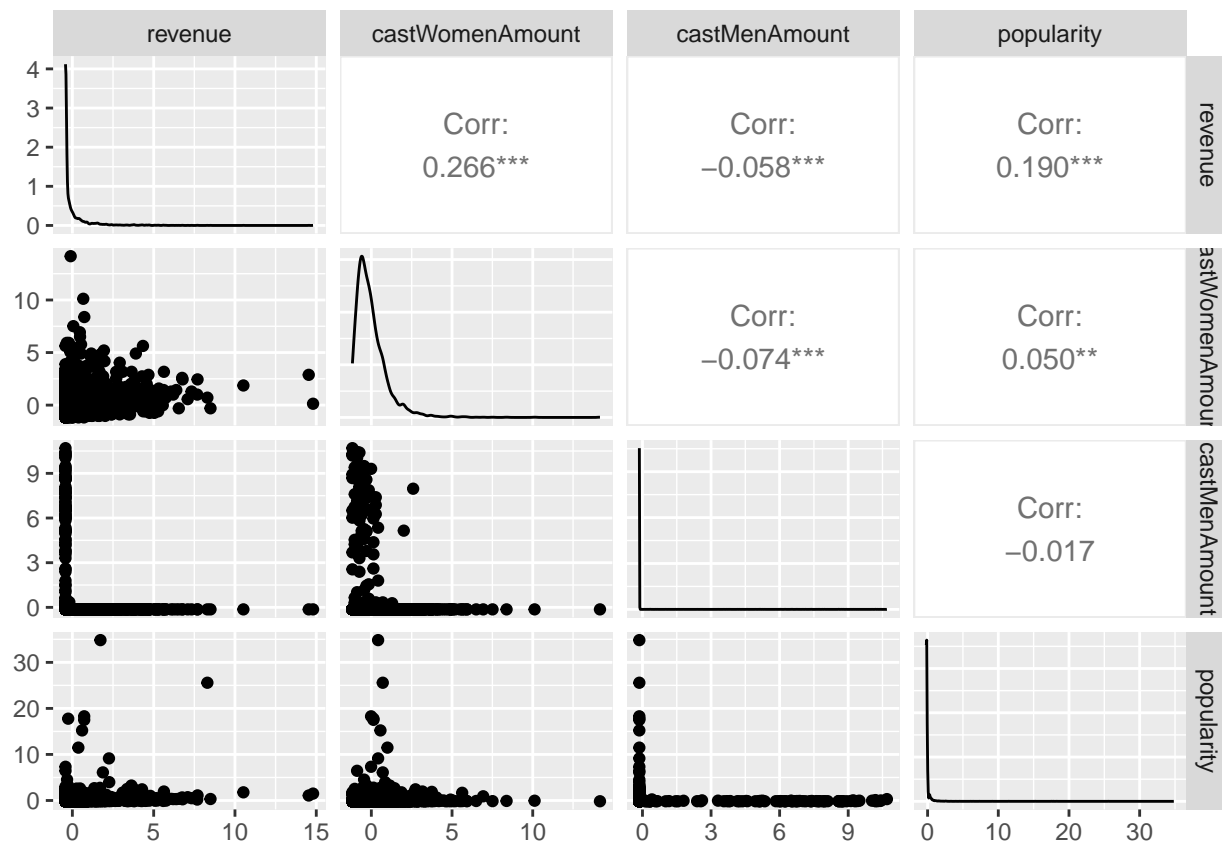 revenue castWomenAmount castMenAmount popularity
4
3
2
1
0
Corr:
0.266***
Corr:
−0.058***
Corr:
0.190***
revenue
10
5
0
Corr:
−0.074***
Corr:
0.050**
astWomenAmoun
9
6
3
0
Corr:
−0.017
castMenAmount
30
20
10
0
popularity
0 5 10 15 0 5 10 0 3 6 9 0 10 20 30